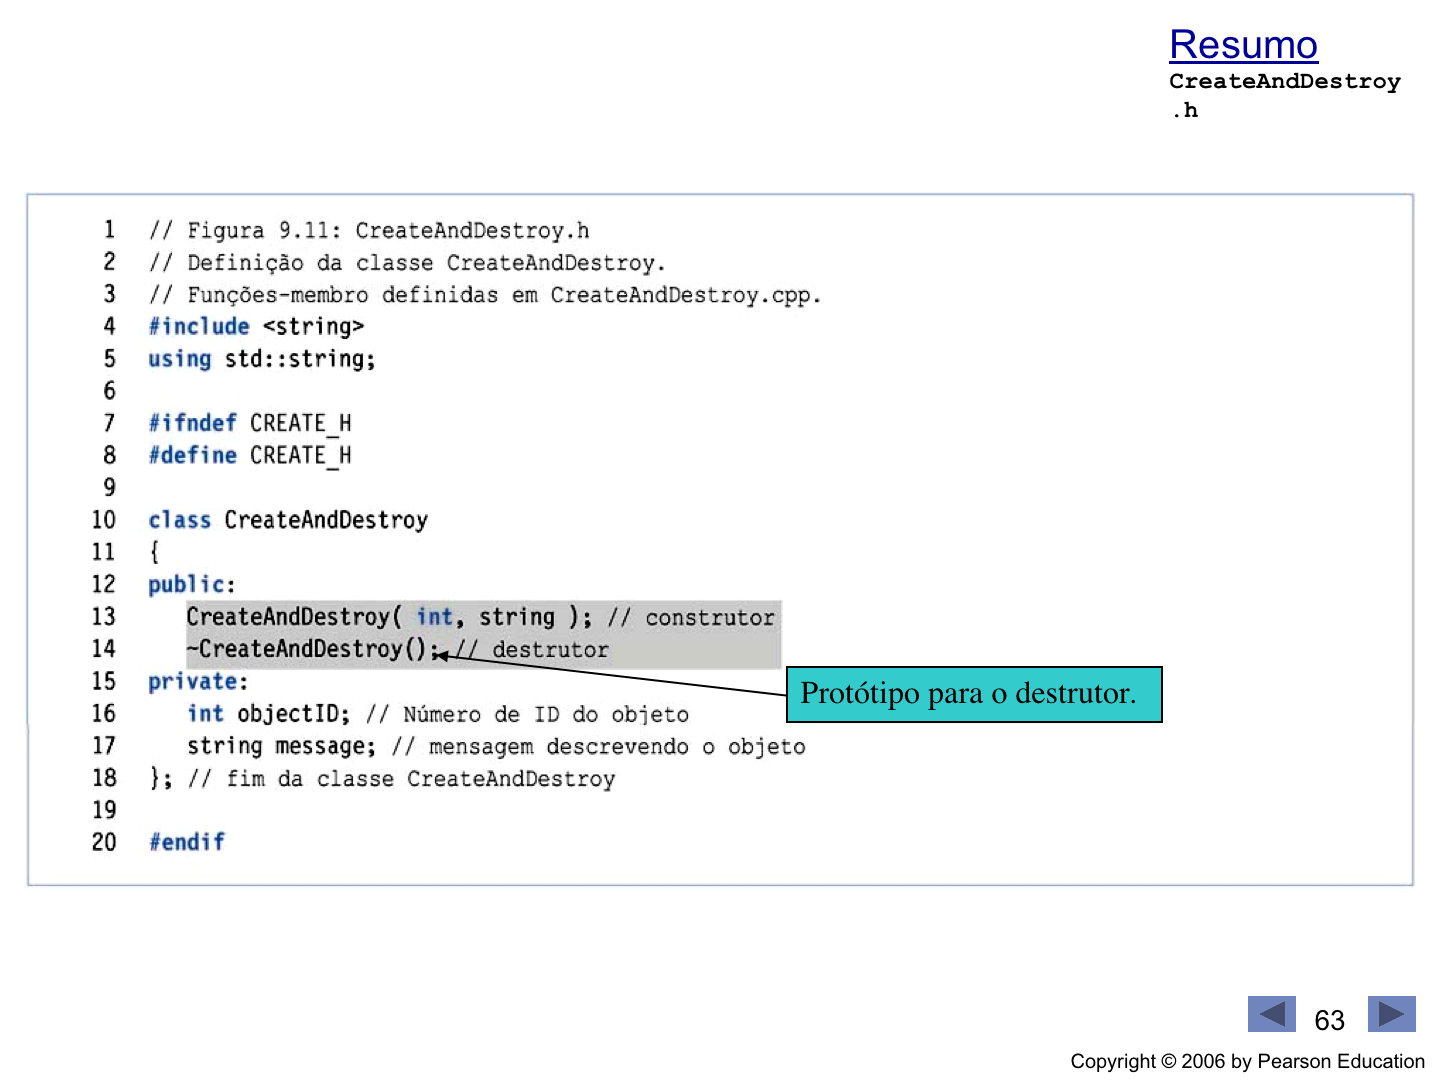 Resumo
CreateAndDestroy
.h
1 // Figura 9.11: CreateAndDestroy.h
2 // Definição da classe CreateAndDestroy.
3 // Funções-membro definidas em CreateAndDestroy.cpp.
4 #include <string>
5 using std::string;
6
7 #ifndef CREATE_H
8 #define CREATE_H
9
10 class CreateAndDestroy
11 {
12 public:
13 CreateAndDestroy( int, string ); // construtor
14 ~CreateAndDestroy(); // destrutor
15 private:
Protótipo para o destrutor.
16 int objectID; // Número de ID do objeto
17 string message; // mensagem descrevendo o objeto
18 }; // fim da classe CreateAndDestroy
19
20 #endif
63
Copyright © 2006 by Pearson Education